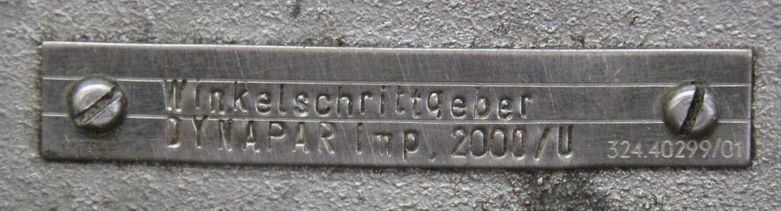 Winkelschrittgeber
DYNAPAR Imp. 2000/U
324.40299/01